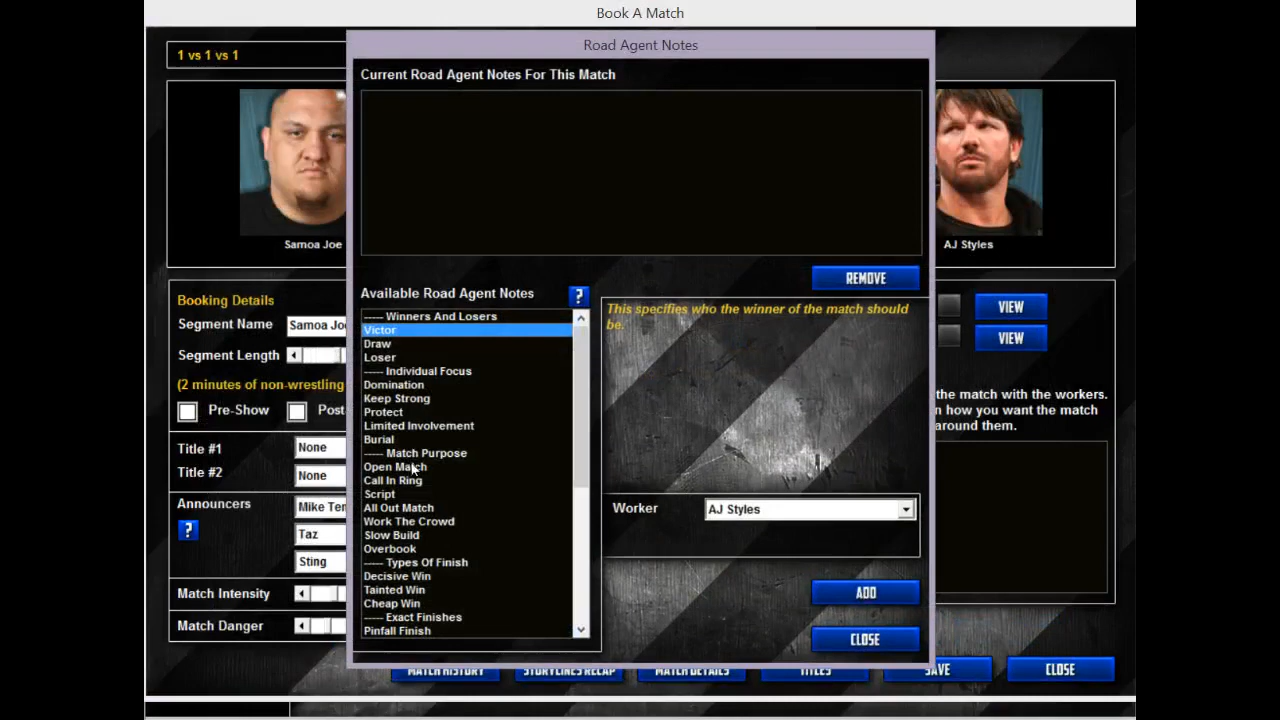 Book A Match
Road Agent Notes
1 vs 1 vs 1
Current Road Agent Notes For This Match
Samoa Joe
AJ Styles
REMOVE
Available Road Agent Notes
?
----- Winners And Losers
Victor
Draw
Loser
----- Individual Focus
Domination
Keep Strong
Protect
Limited Involvement
Burial
----- Match Purpose
Open Match
Call In Ring
Script
All Out Match
Work The Crowd
Slow Build
Overbook
----- Types Of Finish
Decisive Win
Tainted Win
Cheap Win
----- Exact Finishes
Pinfall Finish
This specifies who the winner of the match should
be.
Worker
AJ Styles
ADD
CLOSE
Booking Details
Segment Name
Samoa Joe
Segment Length
(2 minutes of non-wrestling
Pre-Show
Post
Title #1
None
Title #2
None
Announcers
Mike Ten
?
Taz
Sting
Match Intensity
Match Danger
VIEW
VIEW
the match with the workers.
n how you want the match
around them.
MATCH HISTORY
STORYLINES RECAP
MATCH DETAILS
TITLES
SAVE
CLOSE